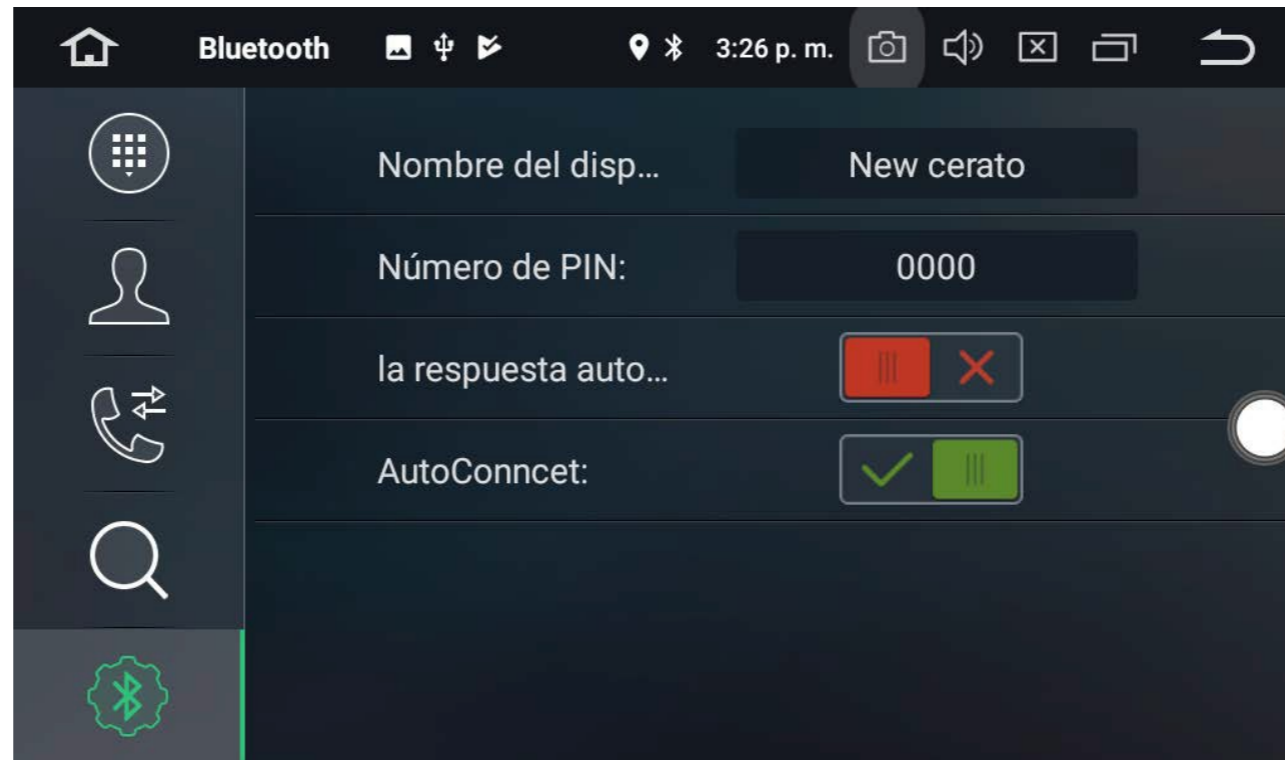 Bluetooth 3:26 p. m.
Nombre del disp... New cerato
Número de PIN: 0000
la respuesta auto...
AutoConncet: